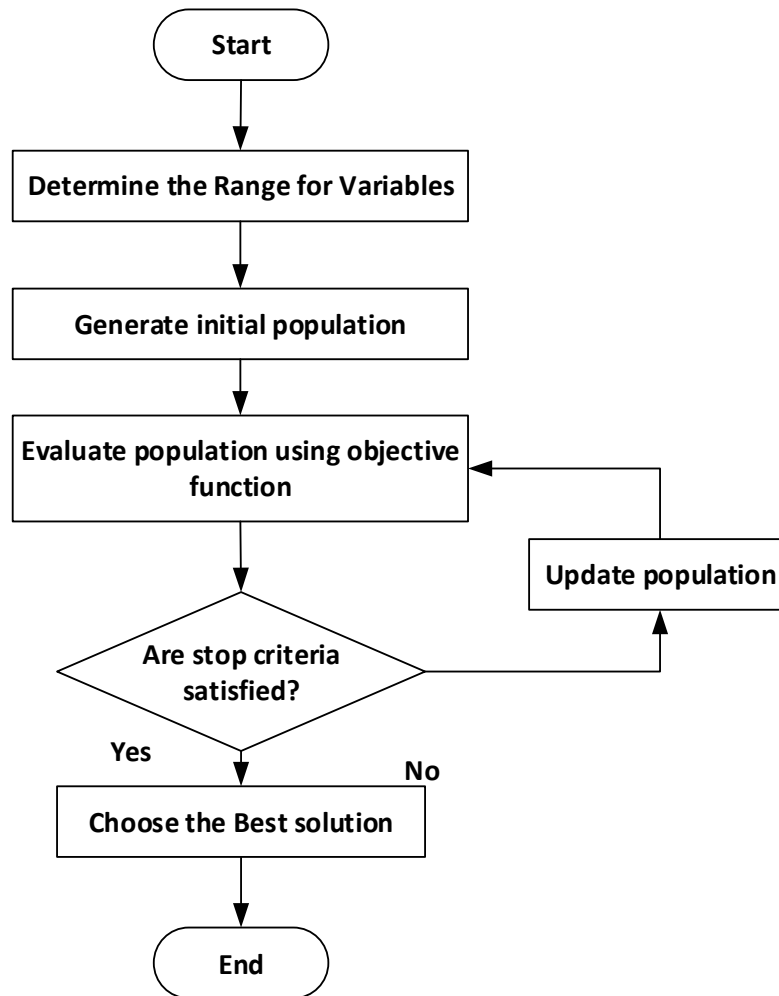 Start
Determine the Range for Variables
Generate initial population
Evaluate population using objective
function
Update population
Are stop criteria
satisfied?
Yes
No
Choose the Best solution
End